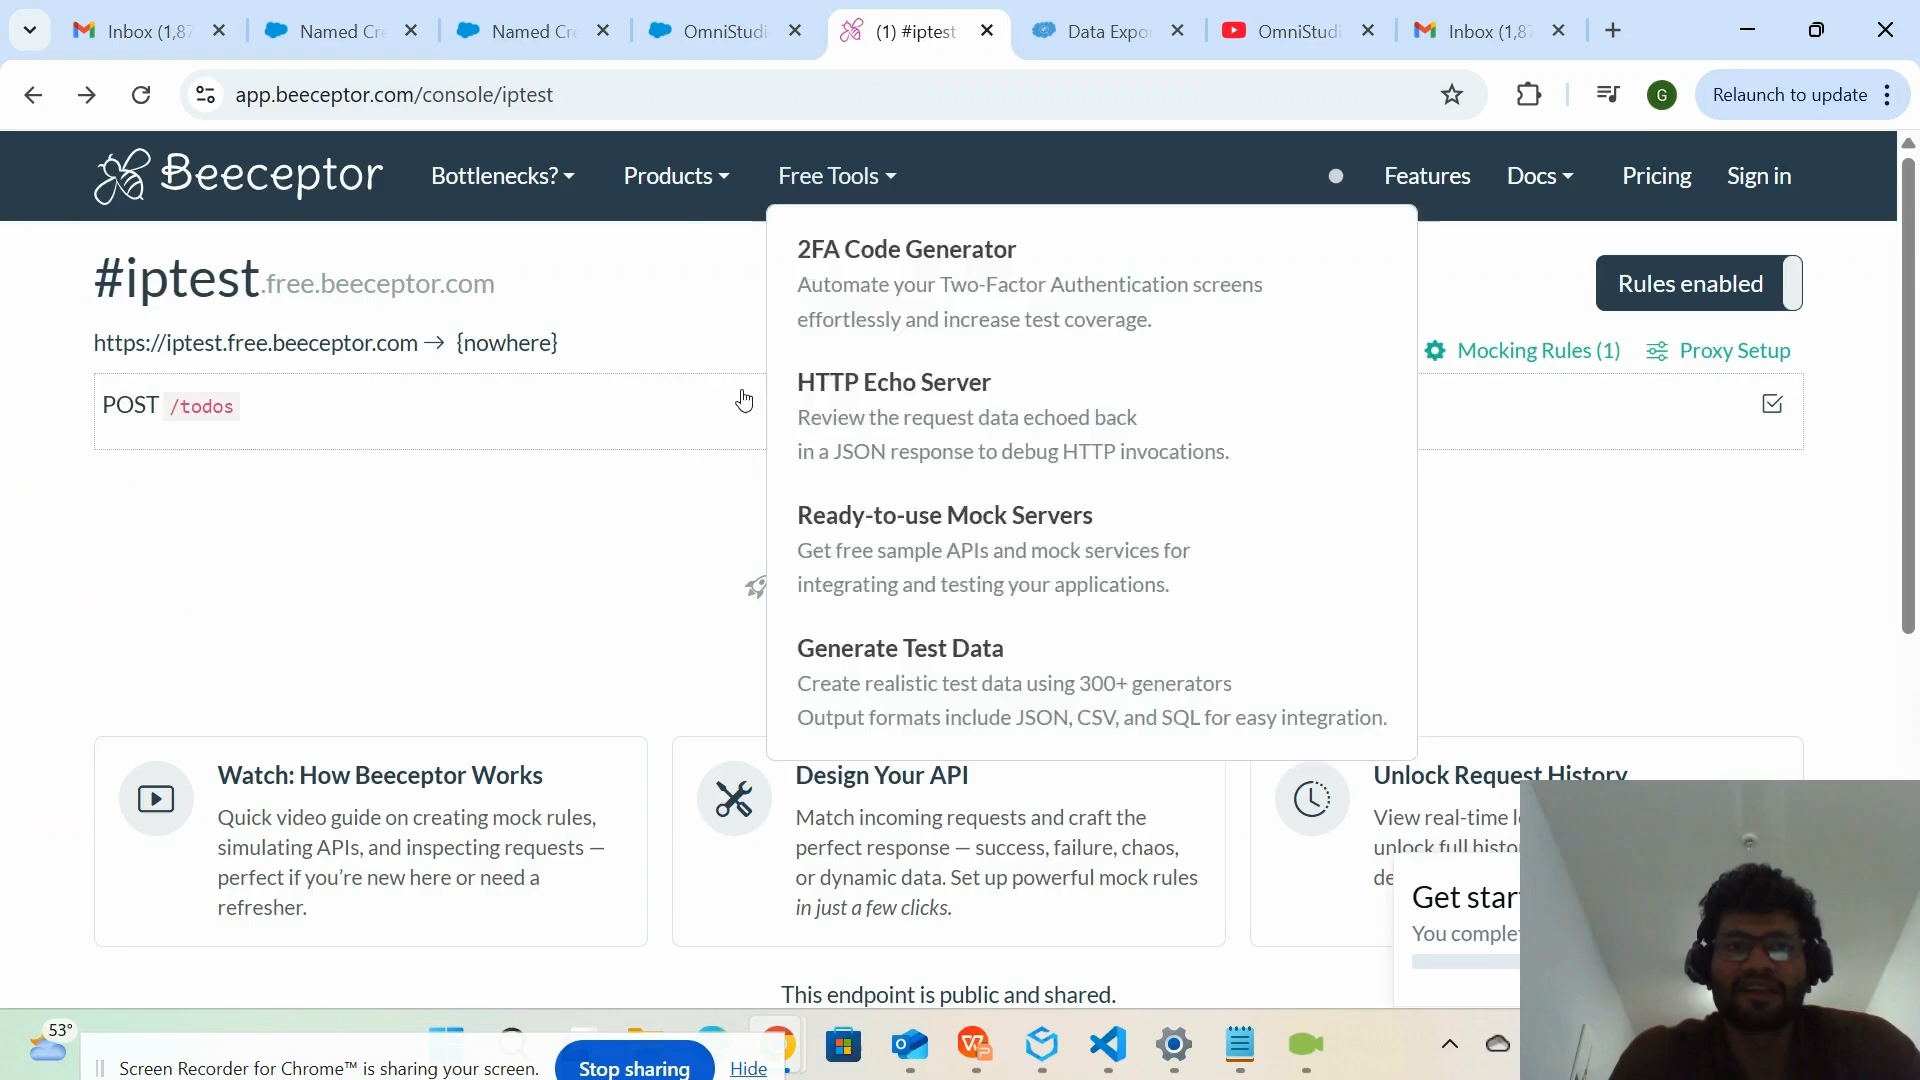 Inbox (1,87
Named Cre
Named Cre
OmniStudi
(1) #iptest
Data Expo
OmniStudi
Inbox (1,87
app.beeceptor.com/console/iptest
G
Relaunch to update
Beeceptor
Bottlenecks?
Products
Free Tools
Features
Docs
Pricing
Sign in
2FA Code Generator
Automate your Two-Factor Authentication screens
effortlessly and increase test coverage.
HTTP Echo Server
Review the request data echoed back
in a JSON response to debug HTTP invocations.
Ready-to-use Mock Servers
Get free sample APIs and mock services for
integrating and testing your applications.
Generate Test Data
Create realistic test data using 300+ generators
Output formats include JSON, CSV, and SQL for easy integration.
#iptest.free.beeceptor.com
Rules enabled
https://iptest.free.beeceptor.com → {nowhere}
Mocking Rules (1)
Proxy Setup
POST /todos
Watch: How Beeceptor Works
Quick video guide on creating mock rules,
simulating APIs, and inspecting requests —
perfect if you're new here or need a
refresher.
Design Your API
Match incoming requests and craft the
perfect response — success, failure, chaos,
or dynamic data. Set up powerful mock rules
in just a few clicks.
Unlock Request History
View real-time l
unlock full histo
de
Get star
You comple
This endpoint is public and shared.
53°
Screen Recorder for Chrome™ is sharing your screen.
Stop sharing
Hide